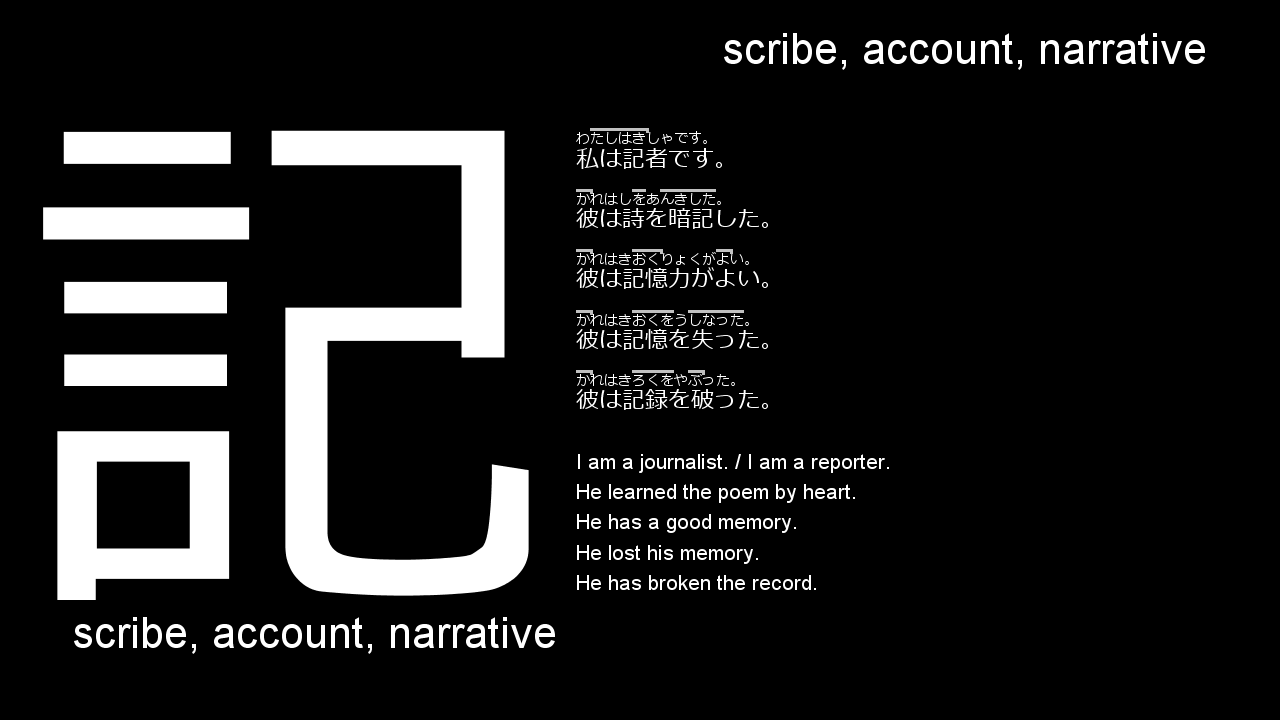 scribe, account, narrative
記
わたしはきしゃです。
私は記者です。
かれはしをあんきした。
彼は詩を暗記した。
かれはきおくりょくがよい。
彼は記憶力がよい。
かれはきおくをうしなった。
彼は記憶を失った。
かれはきろくをやぶった。
彼は記録を破った。
I am a journalist. / I am a reporter.
He learned the poem by heart.
He has a good memory.
He lost his memory.
He has broken the record.
scribe, account, narrative